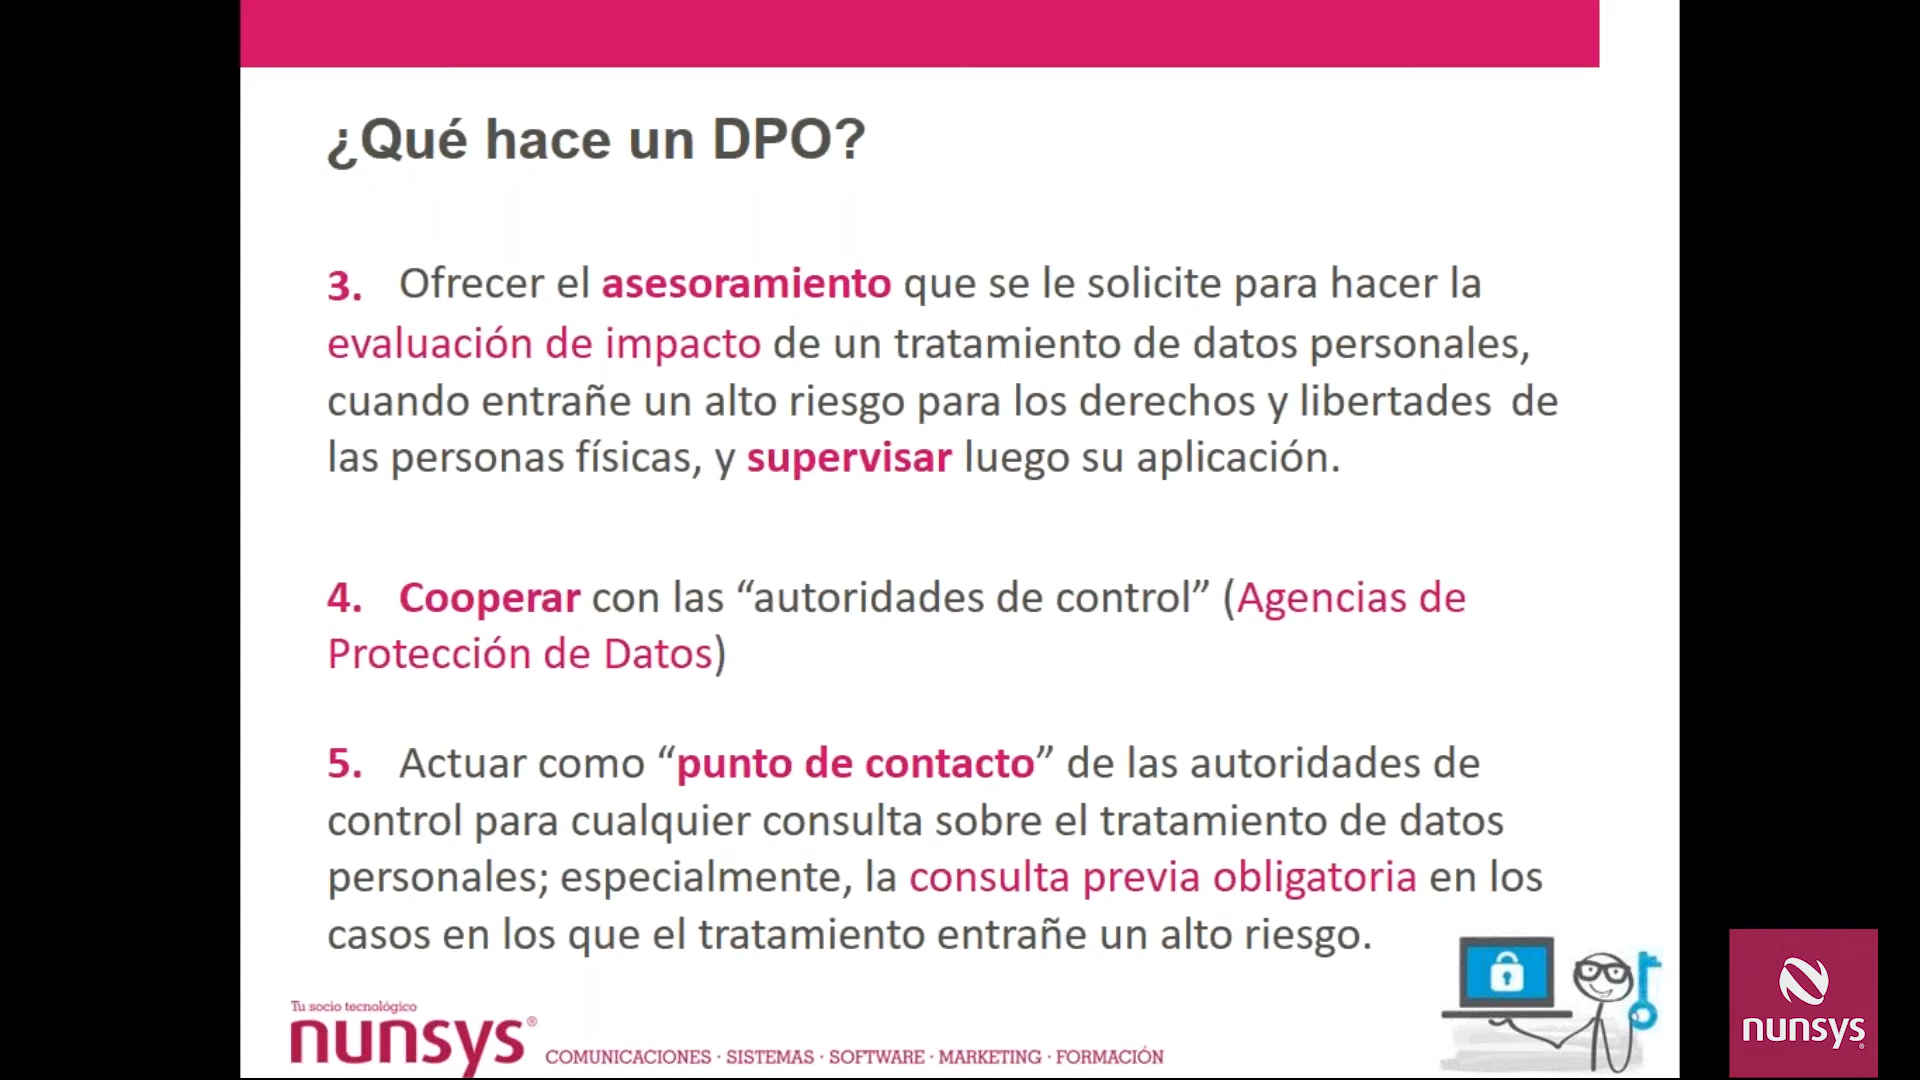 ¿Qué hace un DPO?
3. Ofrecer el asesoramiento que se le solicite para hacer la
evaluación de impacto de un tratamiento de datos personales,
cuando entrañe un alto riesgo para los derechos y libertades de
las personas físicas, y supervisar luego su aplicación.
4. Cooperar con las “autoridades de control” (Agencias de
Protección de Datos)
5. Actuar como “punto de contacto” de las autoridades de
control para cualquier consulta sobre el tratamiento de datos
personales; especialmente, la consulta previa obligatoria en los
casos en los que el tratamiento entrañe un alto riesgo.
Tu socio tecnológico
nunsys®
COMUNICACIONES · SISTEMAS · SOFTWARE · MARKETING · FORMACIÓN
nunsys®